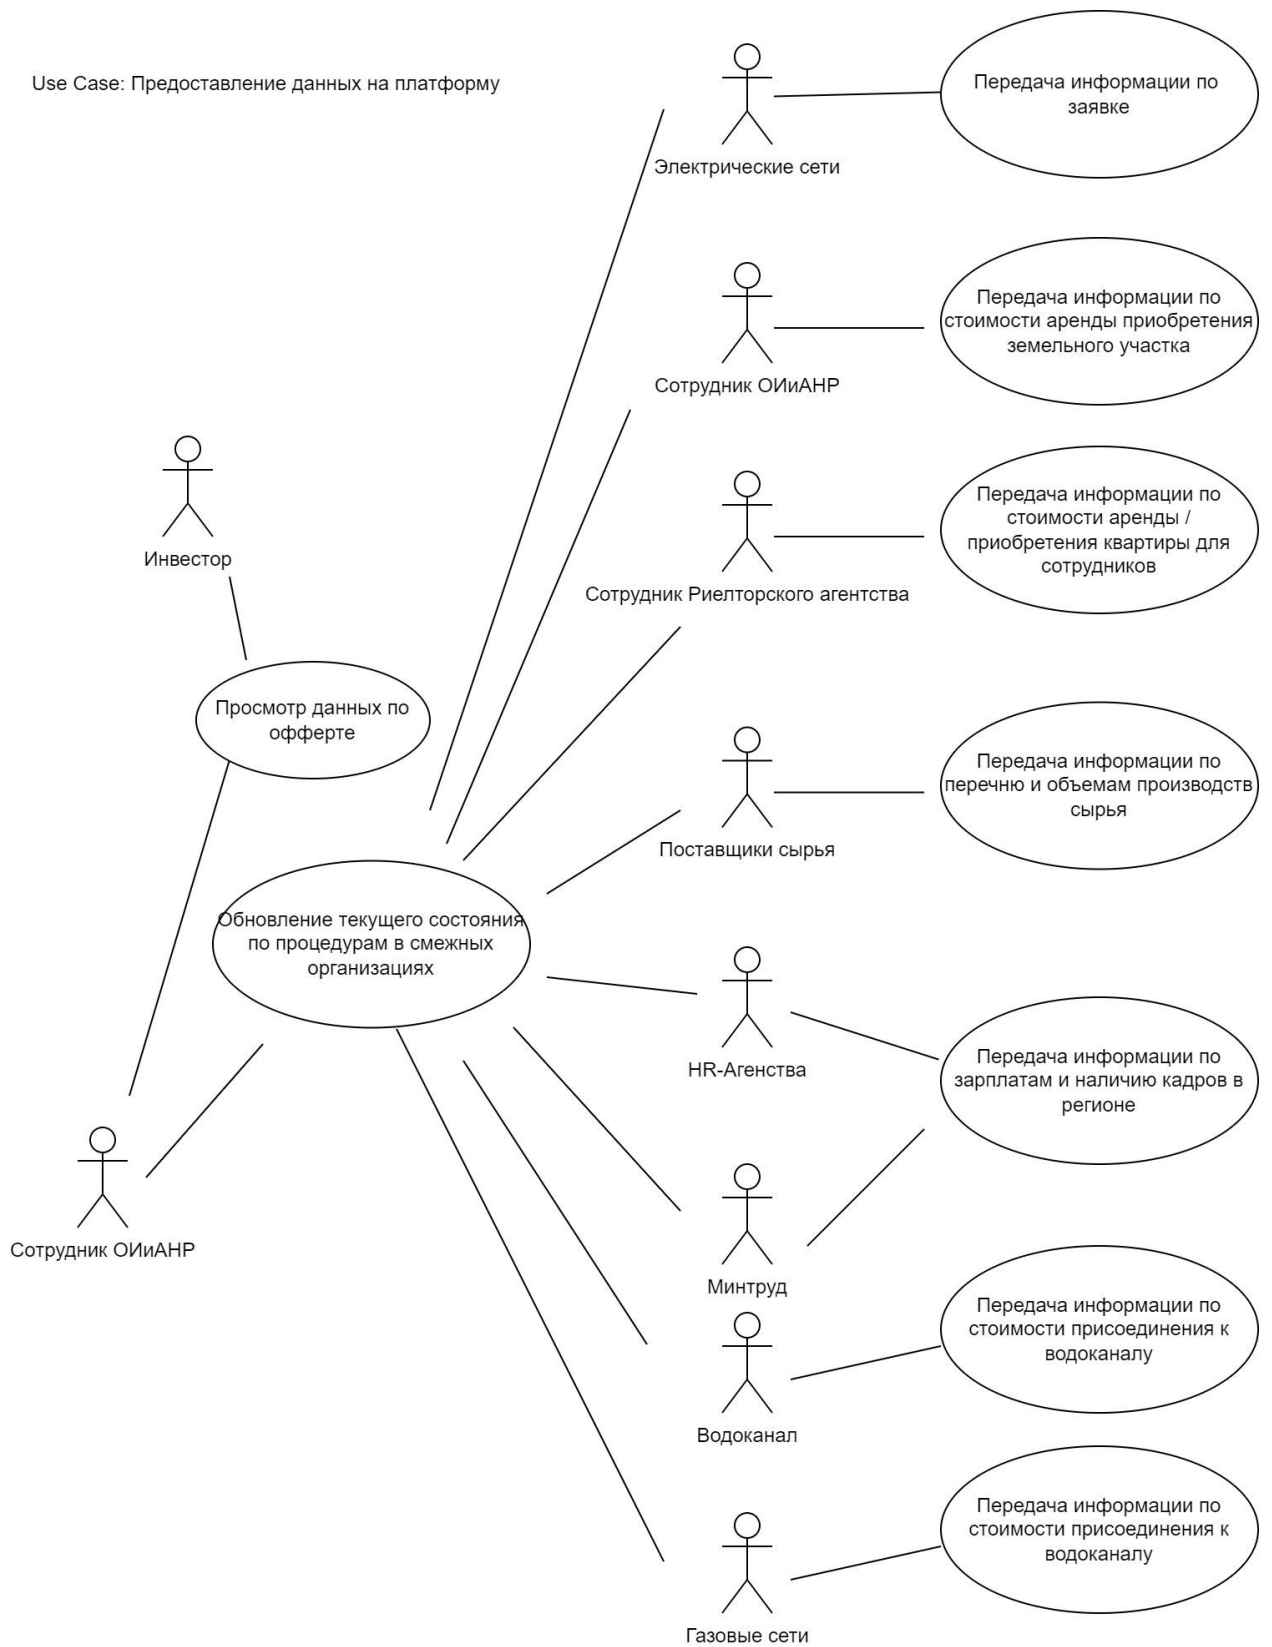 Use Case: Предоставление данных на платформу
Передача информации по
заявке
Электрические сети
Передача информации по
стоимости аренды приобретения
земельного участка
Сотрудник ОИиАНР
Инвестор
Передача информации по
стоимости аренды /
приобретения квартиры для
сотрудников
Сотрудник Риелторского агентства
Просмотр данных по
офферте
Передача информации по
перечню и объемам производств
сырья
Поставщики сырья
Обновление текущего состояния
по процедурам в смежных
организациях
HR-Агенства
Передача информации по
зарплатам и наличию кадров в
регионе
Сотрудник ОИиАНР
Минтруд
Передача информации по
стоимости присоединения к
водоканалу
Водоканал
Передача информации по
стоимости присоединения к
водоканалу
Газовые сети